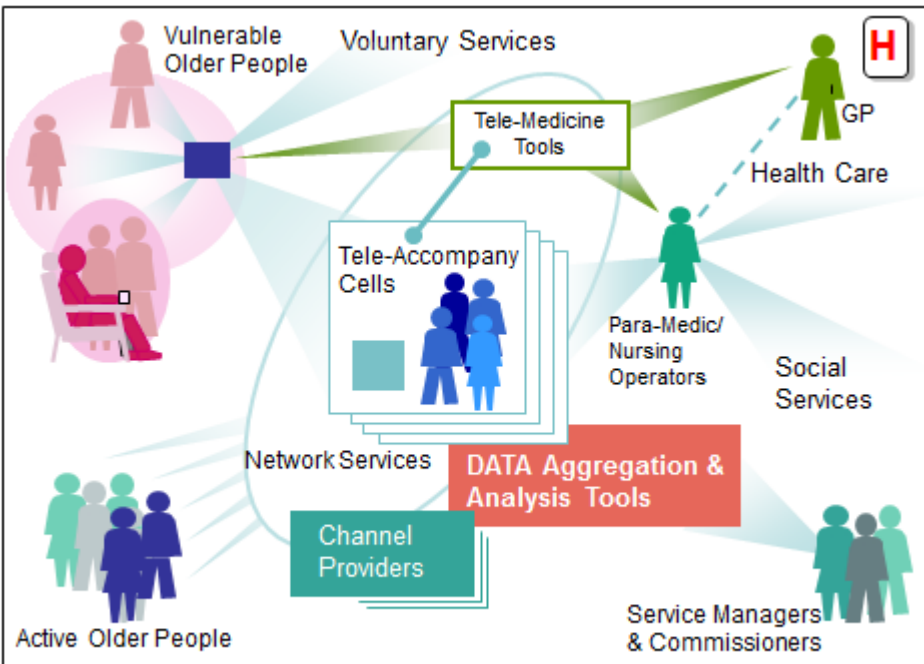 Vulnerable
Older People
Voluntary Services
H
Tele-Medicine
Tools
GP
Health Care
Tele-Accompany
Cells
Para-Medic/
Nursing
Operators
Social
Services
Network Services
DATA Aggregation &
Analysis Tools
Channel
Providers
Active Older People
Service Managers
& Commissioners